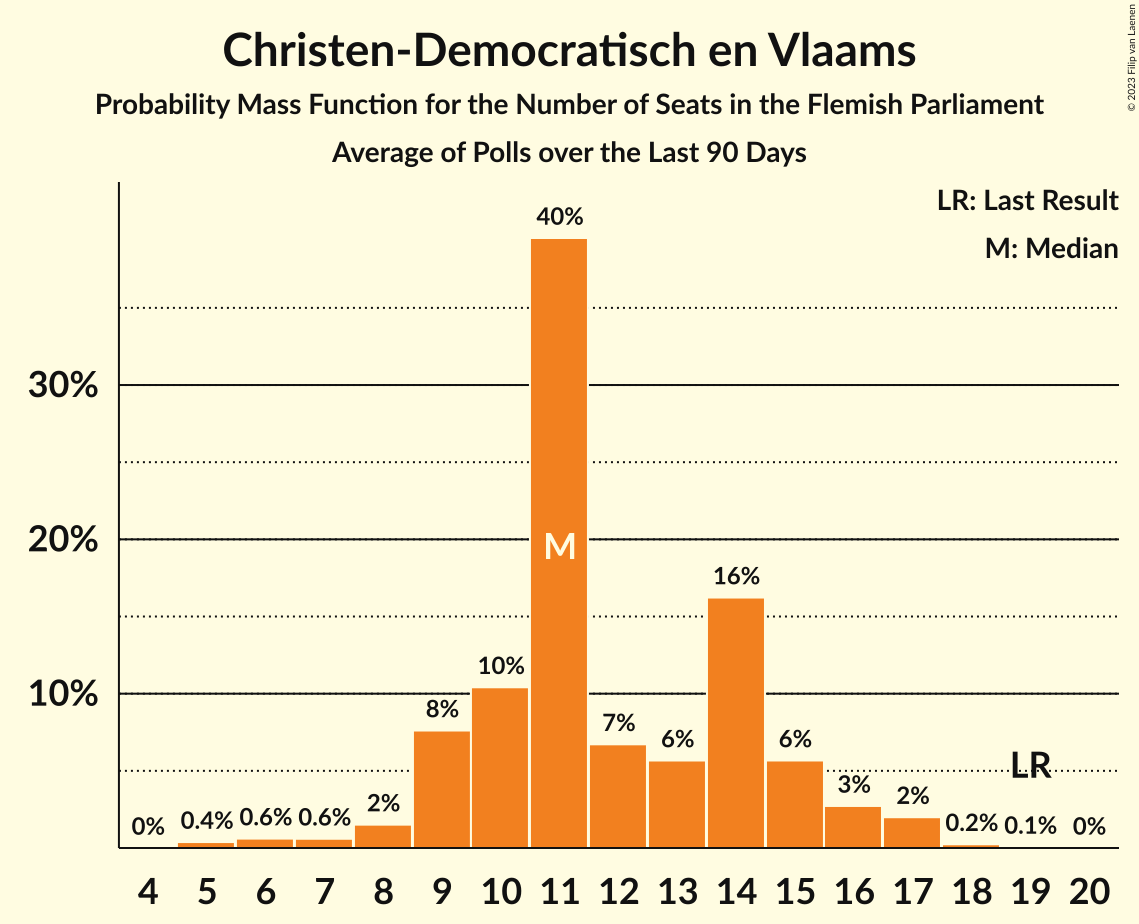 Christen-Democratisch en Vlaams
Probability Mass Function for the Number of Seats in the Flemish Parliament
Average of Polls over the Last 90 Days
© 2023 Filip van Laenen
LR: Last Result
M: Median
40%
30%
20%
M
16%
10%
10%
8%
7%
6%
6%
LR
3%
2%
2%
0%
0.4%
0.6%
0.6%
0.2%
0.1%
0%
4 5 6 7 8 9 10 11 12 13 14 15 16 17 18 19 20